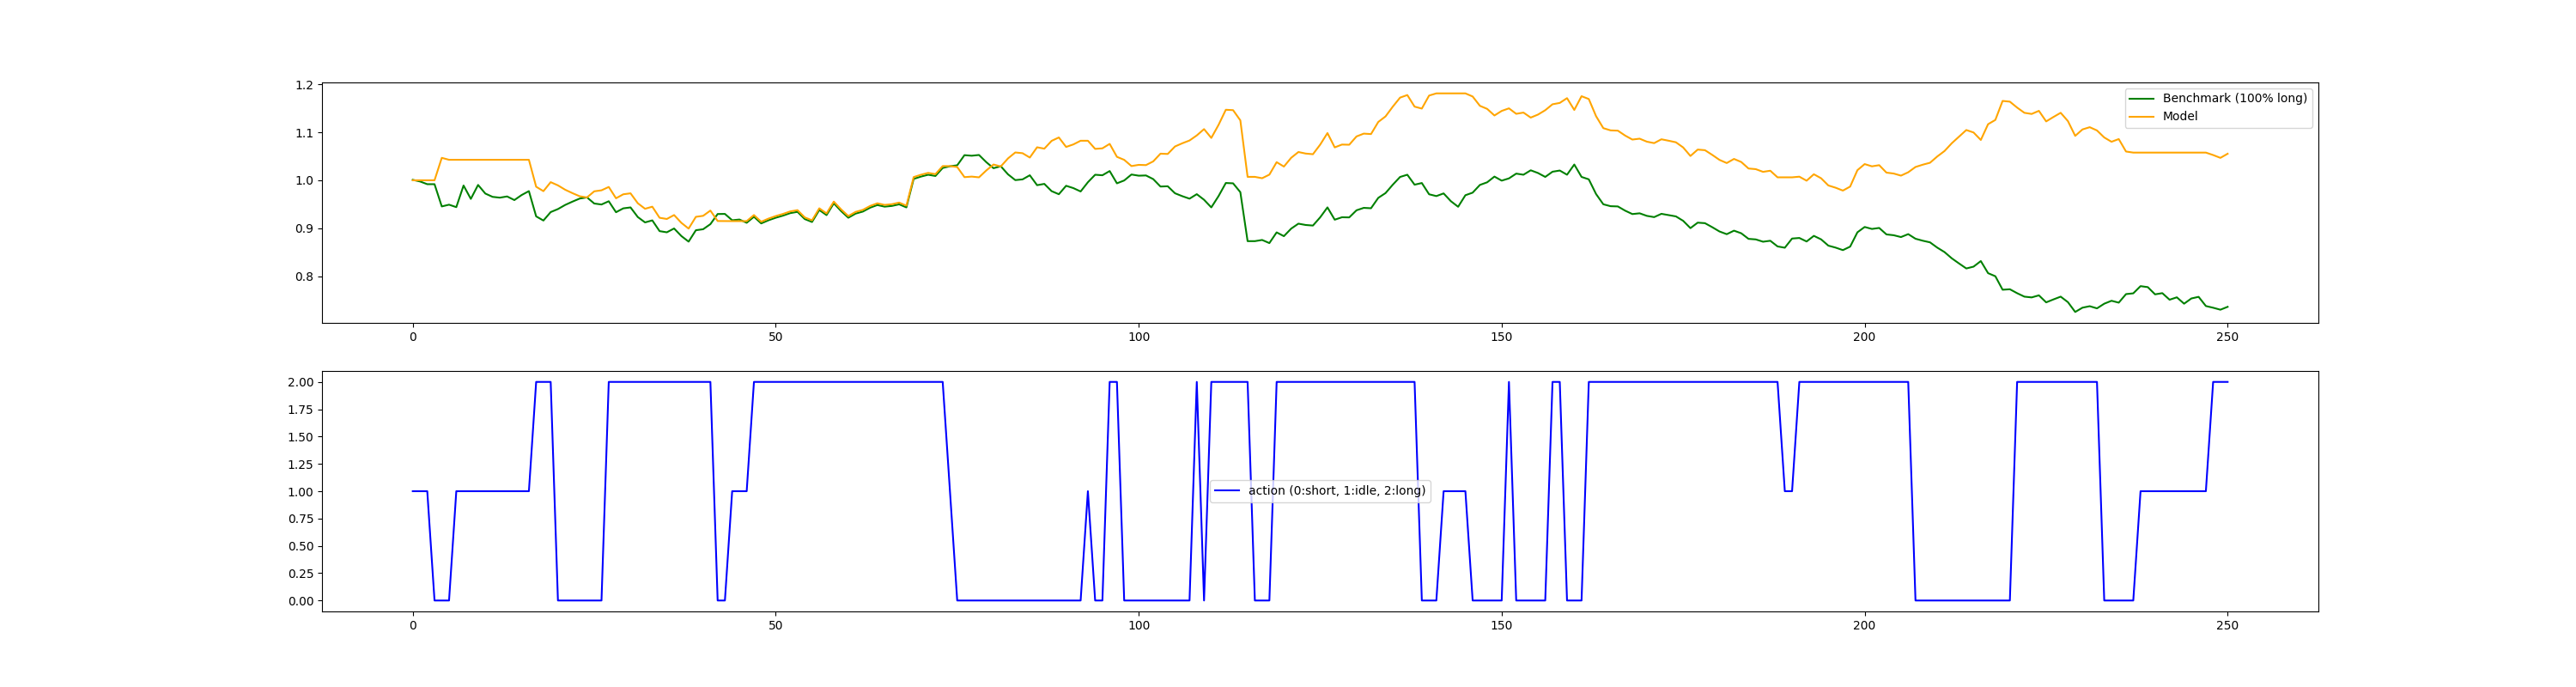 1.2
1.1
1.0
0.9
0.8
Benchmark (100% long)
Model
0 50 100 150 200 250
2.00
1.75
1.50
1.25
1.00
0.75
0.50
0.25
0.00
action (0:short, 1:idle, 2:long)
0 50 100 150 200 250